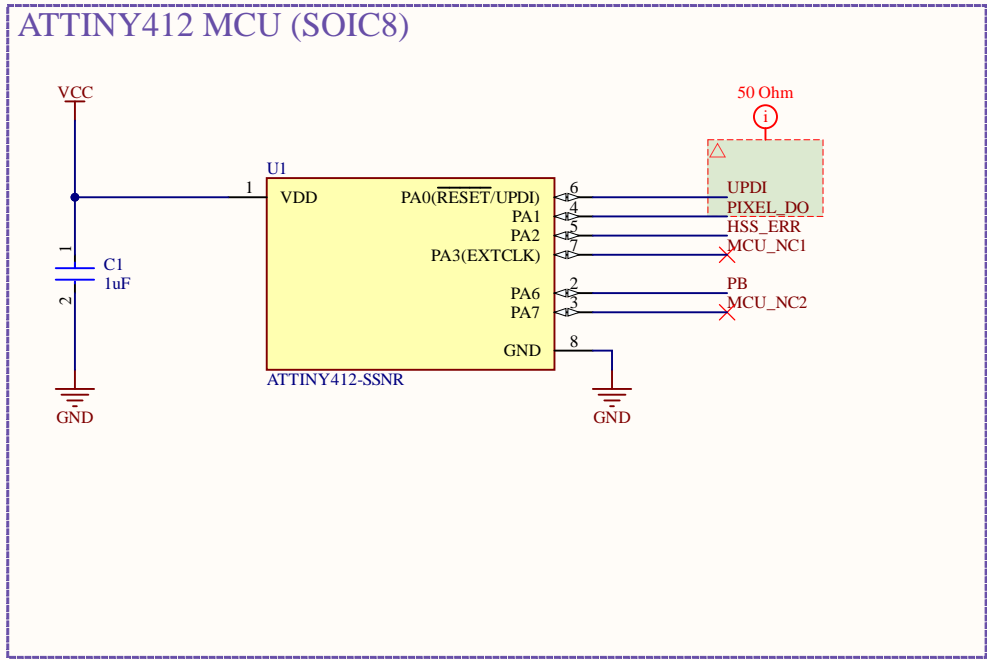 ATTINY412 MCU (SOIC8)
VCC
50 Ohm
i
U1
1
VDD
PA0(RESET/UPDI)
6
UPDI
PA1
4
PIXEL_DO
PA2
5
HSS_ERR
PA3(EXTCLK)
7
MCU_NC1
1
C1
1uF
2
PA6
2
PB
PA7
3
MCU_NC2
GND
8
ATTINY412-SSNR
GND
GND